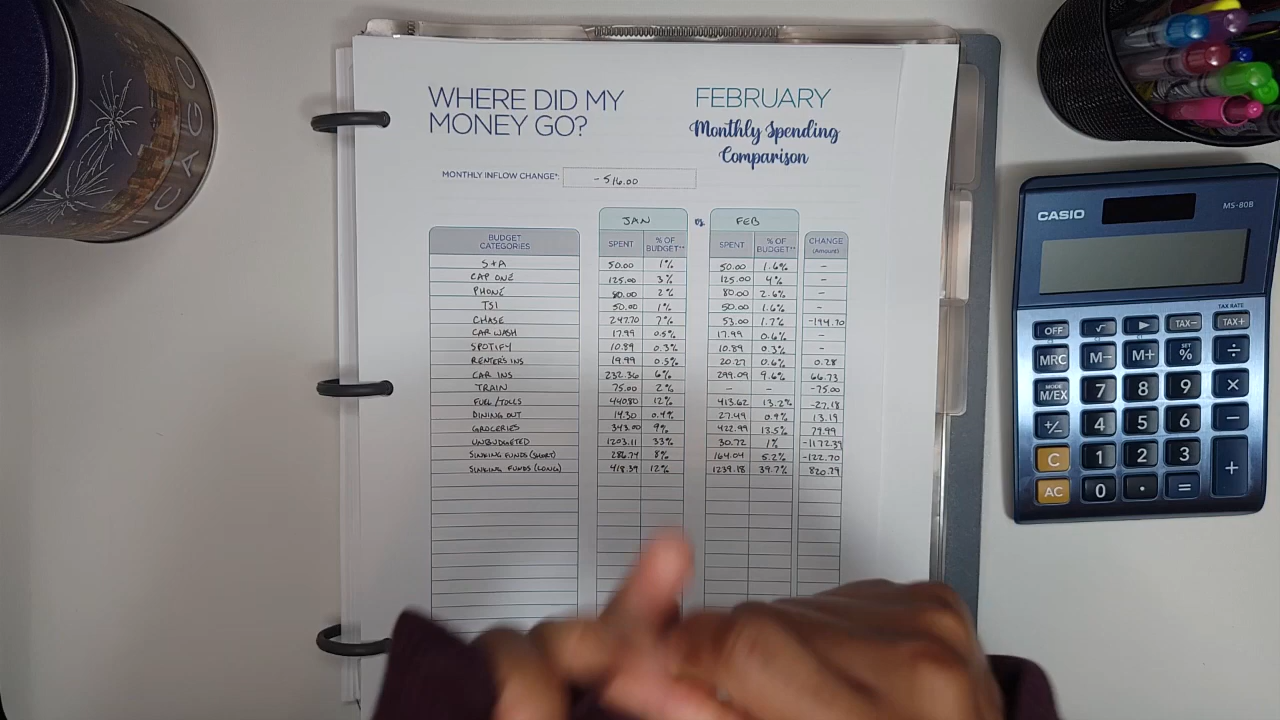 WHERE DID MY
MONEY GO?
FEBRUARY
Monthly Spending
Comparison
MONTHLY INFLOW CHANGE*: -516.00
JAN vs. FEB
BUDGET CATEGORIES SPENT % OF BUDGET** SPENT % OF BUDGET** CHANGE (Amount)
S+A 50.00 1% 50.00 1.6% -
CAP ONE 125.00 3% 125.00 4% -
PHONE 80.00 2% 80.00 2.6% -
TSI 50.00 1% 50.00 1.6% -
CHASE 247.70 7% 53.00 1.7% -194.70
CAR WASH 17.99 0.5% 17.99 0.6% -
SPOTIFY 10.89 0.3% 10.89 0.3% -
RENTER'S INS 19.99 0.5% 20.27 0.6% 0.28
CAR INS 232.36 6% 299.09 9.6% 66.73
TRAIN 75.00 2% - - -75.00
FUEL/TOLLS 440.80 12% 413.62 13.2% -27.18
DINING OUT 14.30 0.4% 27.49 0.9% 13.19
GROCERIES 343.00 9% 422.99 13.5% 79.99
UNBUDGETED 1203.11 33% 30.72 1% -1172.39
SINKING FUNDS (SHORT) 286.74 8% 164.04 5.2% -122.70
SINKING FUNDS (LONG) 418.39 12% 1239.18 39.7% 820.79
CHICAGO
CASIO MS-80B
TAX RATE
OFF √ ▶ TAX- TAX+
MRC M- M+ % ÷
MODE
M/EX 7 8 9 ×
+/- 4 5 6 −
C 1 2 3 +
AC 0 · =